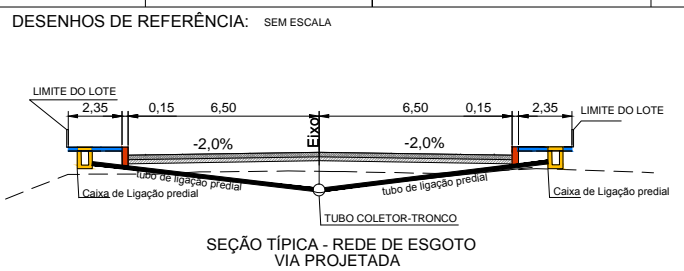 DESENHOS DE REFERÊNCIA: SEM ESCALA
LIMITE DO LOTE
2,35 0,15 6,50 6,50 0,15 2,35
LIMITE DO LOTE
Eixo
-2,0% -2,0%
tubo de ligação predial tubo de ligação predial
Caixa de Ligação predial Caixa de Ligação predial
TUBO COLETOR-TRONCO
SEÇÃO TÍPICA - REDE DE ESGOTO
VIA PROJETADA